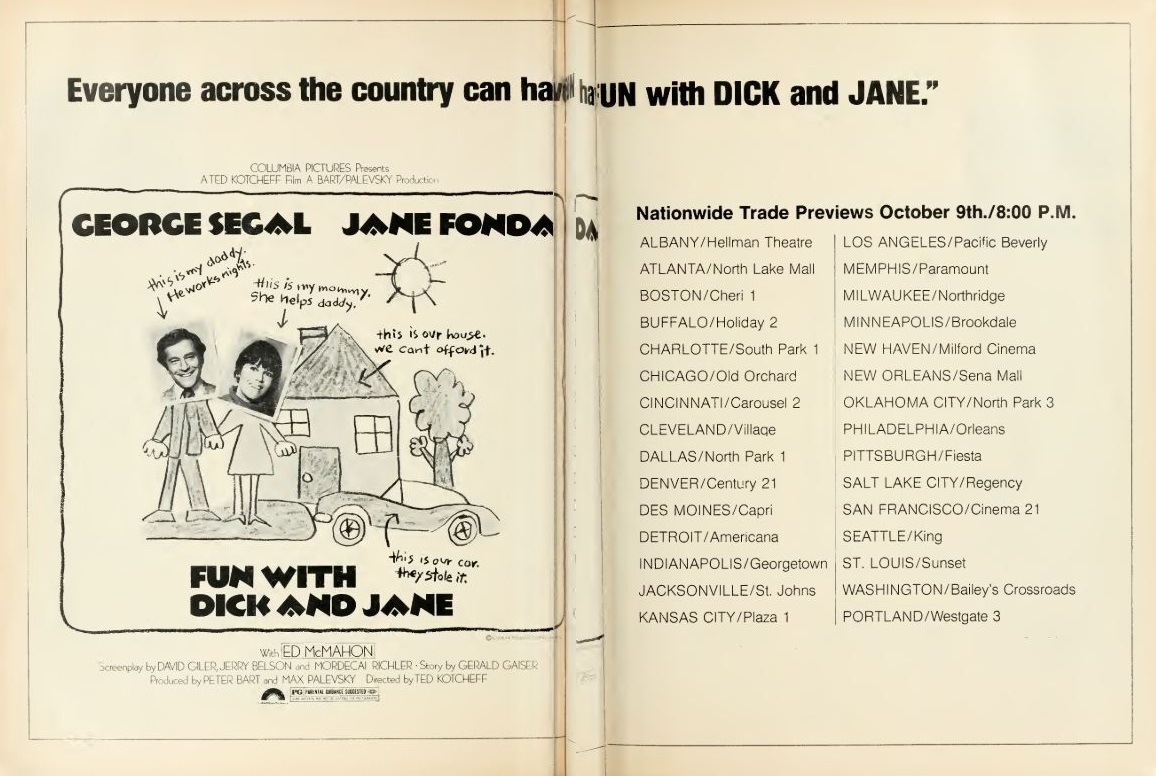 Everyone across the country can have FUN with DICK and JANE."
COLUMBIA PICTURES Presents
A TED KOTCHEFF Film A BART/PALEVSKY Production
GEORGE SEGAL JANE FONDA
this is my daddy.
He works nights.
this is my mommy.
She helps daddy.
this is our house.
we cant afford it.
this is our car.
they stole it.
FUN WITH
DICK AND JANE
With ED McMAHON
Screenplay by DAVID GILER, JERRY BELSON and MORDECAI RICHLER · Story by GERALD GAISER
Produced by PETER BART and MAX PALEVSKY Directed by TED KOTCHEFF
PG PARENTAL GUIDANCE SUGGESTED
Nationwide Trade Previews October 9th./8:00 P.M.
ALBANY/Hellman Theatre
ATLANTA/North Lake Mall
BOSTON/Cheri 1
BUFFALO/Holiday 2
CHARLOTTE/South Park 1
CHICAGO/Old Orchard
CINCINNATI/Carousel 2
CLEVELAND/Village
DALLAS/North Park 1
DENVER/Century 21
DES MOINES/Capri
DETROIT/Americana
INDIANAPOLIS/Georgetown
JACKSONVILLE/St. Johns
KANSAS CITY/Plaza 1
LOS ANGELES/Pacific Beverly
MEMPHIS/Paramount
MILWAUKEE/Northridge
MINNEAPOLIS/Brookdale
NEW HAVEN/Milford Cinema
NEW ORLEANS/Sena Mall
OKLAHOMA CITY/North Park 3
PHILADELPHIA/Orleans
PITTSBURGH/Fiesta
SALT LAKE CITY/Regency
SAN FRANCISCO/Cinema 21
SEATTLE/King
ST. LOUIS/Sunset
WASHINGTON/Bailey's Crossroads
PORTLAND/Westgate 3